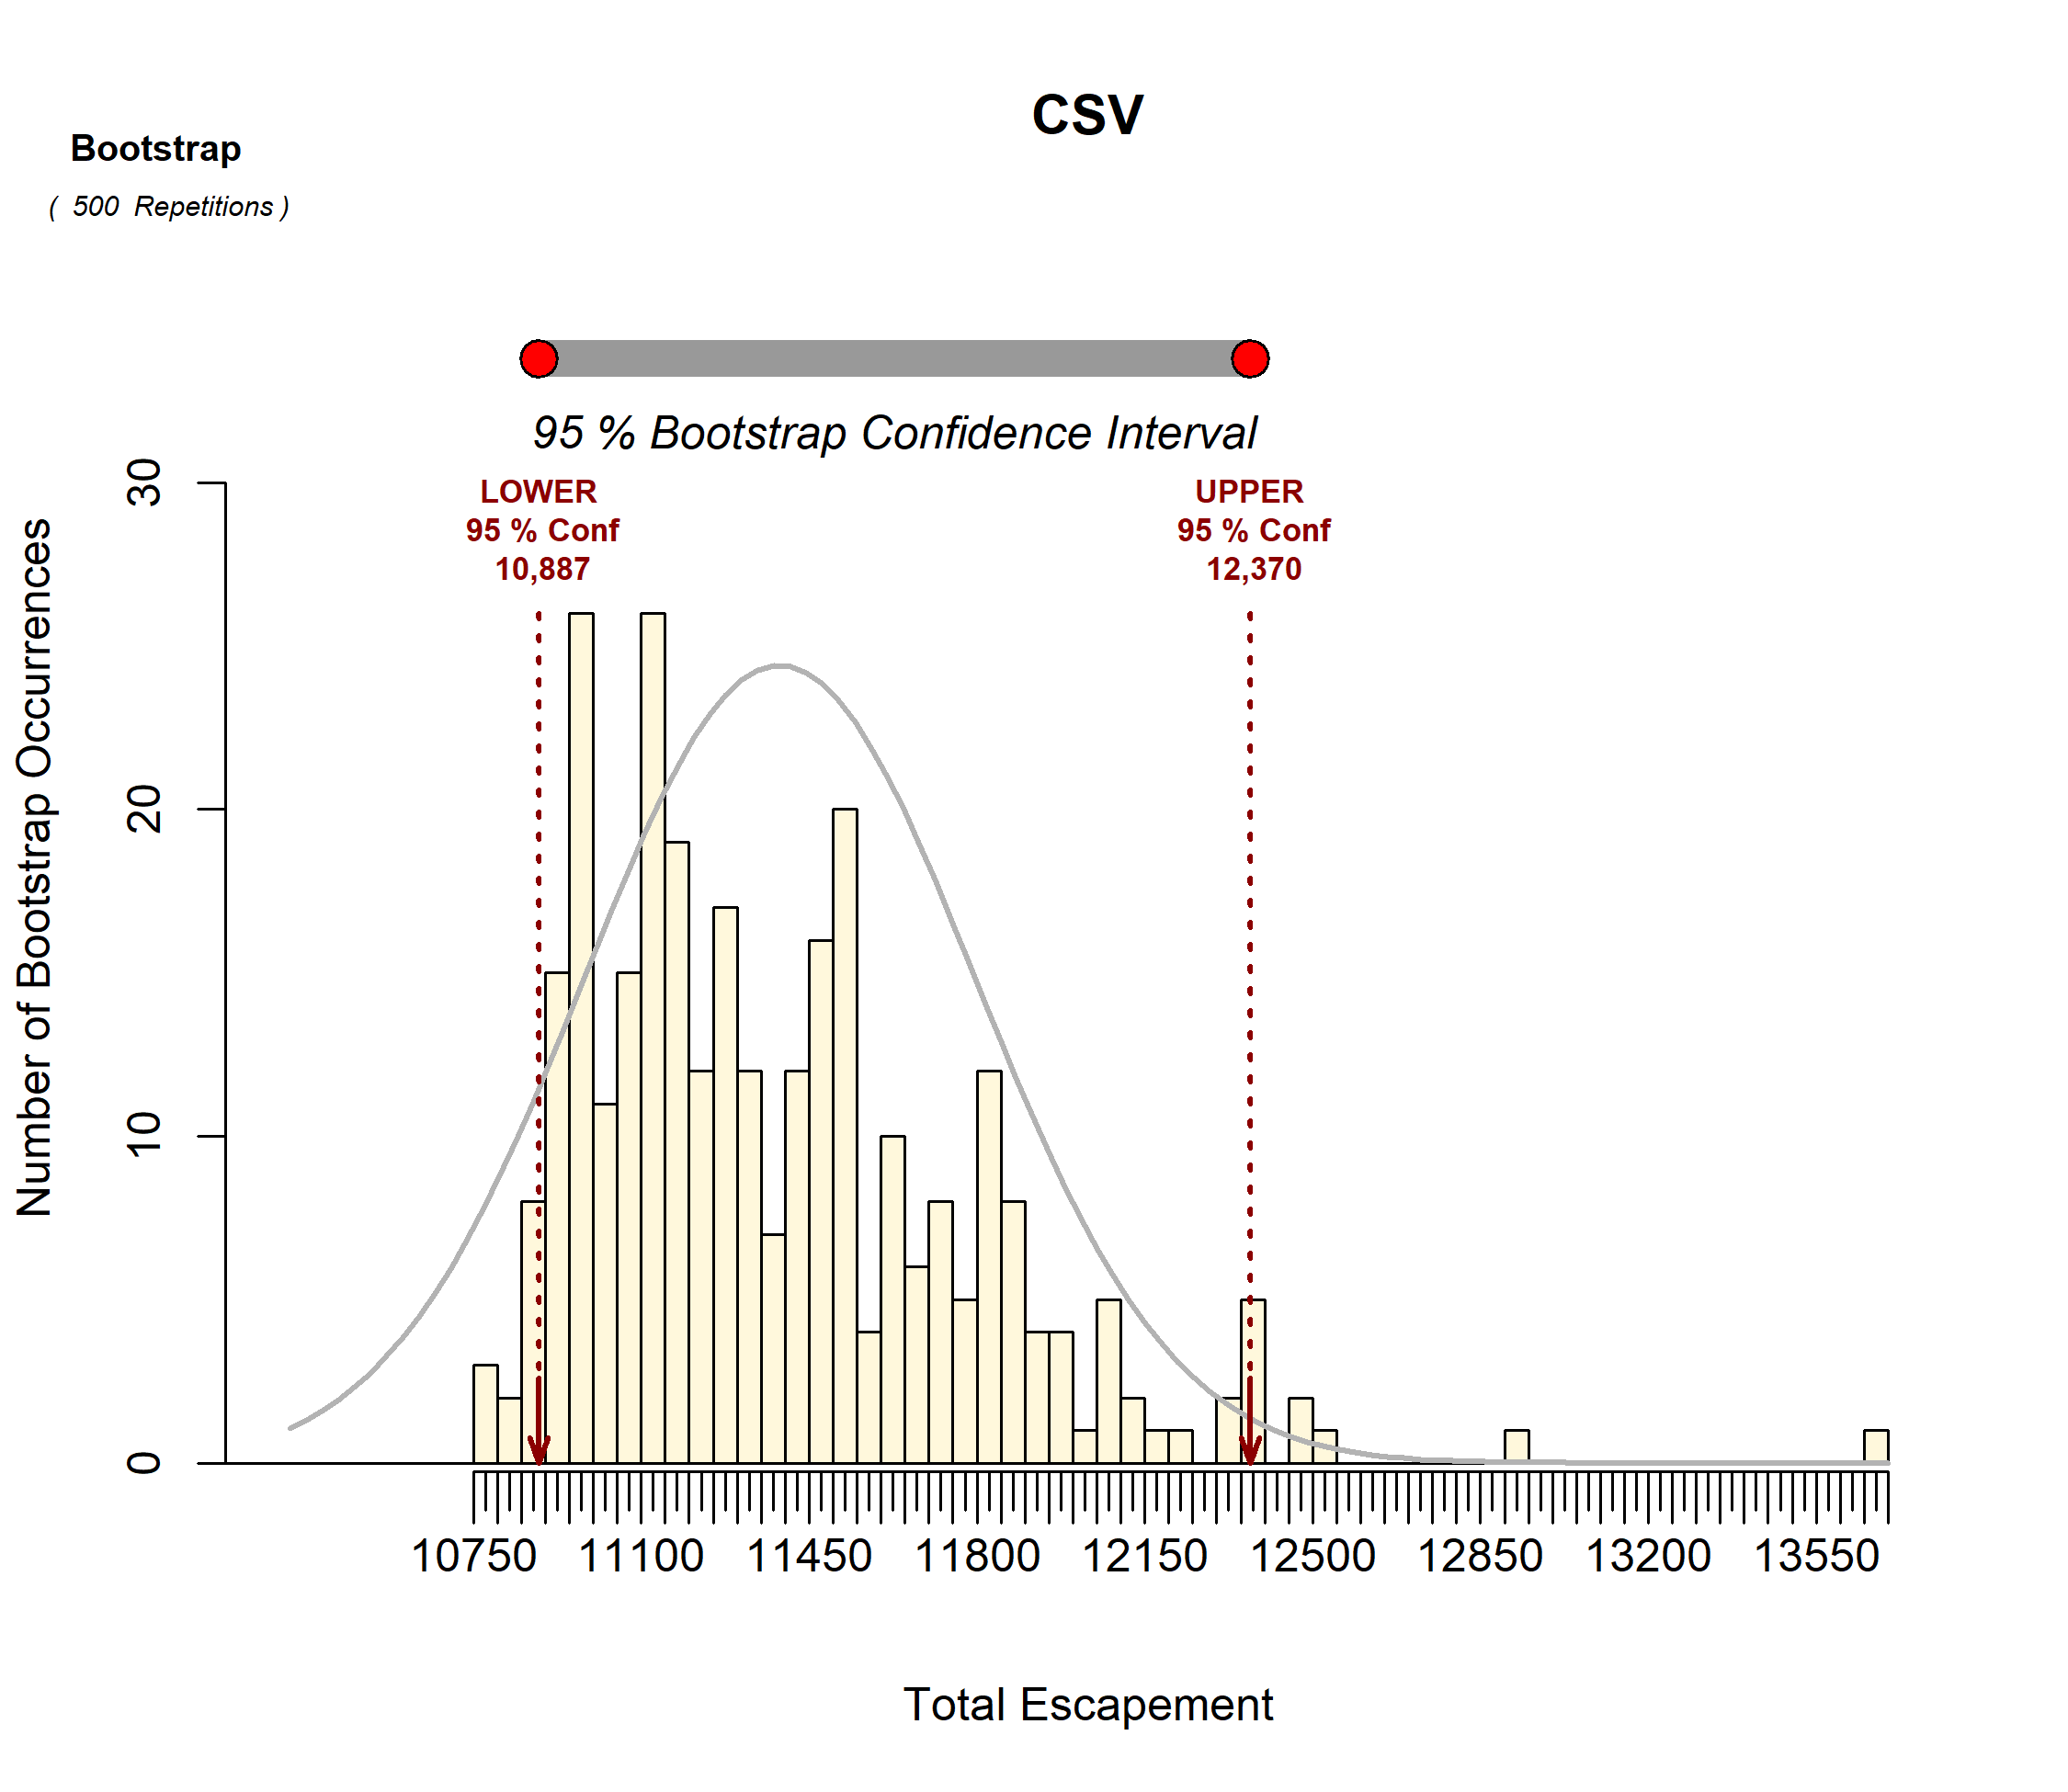 CSV
Bootstrap
( 500 Repetitions )
95 % Bootstrap Confidence Interval
LOWER
95 % Conf
10,887
UPPER
95 % Conf
12,370
Number of Bootstrap Occurrences
30
20
10
0
10750 11100 11450 11800 12150 12500 12850 13200 13550
Total Escapement